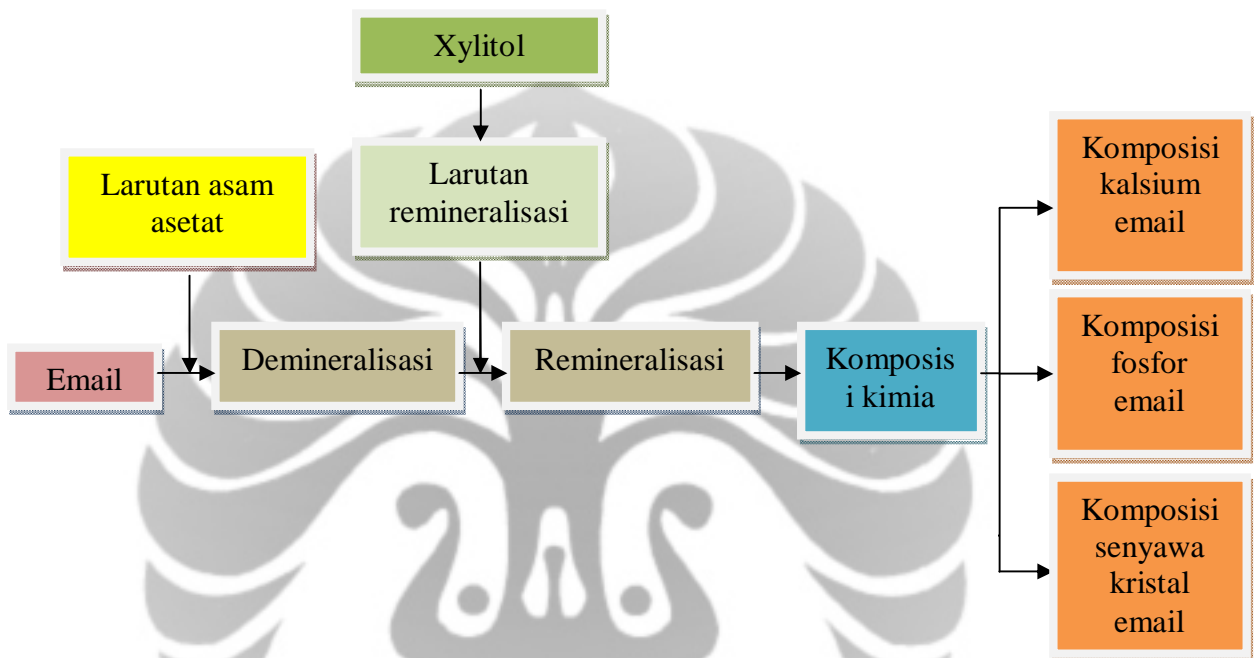 Xylitol
Larutan asam
asetat
Larutan
remineralisasi
Email
Demineralisasi
Remineralisasi
Komposis
i kimia
Komposisi
kalsium
email
Komposisi
fosfor
email
Komposisi
senyawa
kristal
email